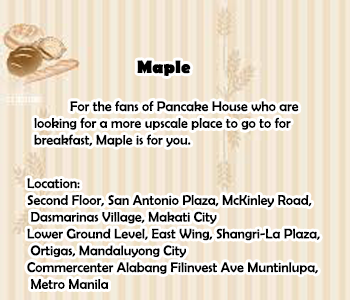 Maple
For the fans of Pancake House who are
looking for a more upscale place to go to for
breakfast, Maple is for you.
Location:
Second Floor, San Antonio Plaza, McKinley Road,
Dasmarinas Village, Makati City
Lower Ground Level, East Wing, Shangri-La Plaza,
Ortigas, Mandaluyong City
Commercenter Alabang Filinvest Ave Muntinlupa,
Metro Manila